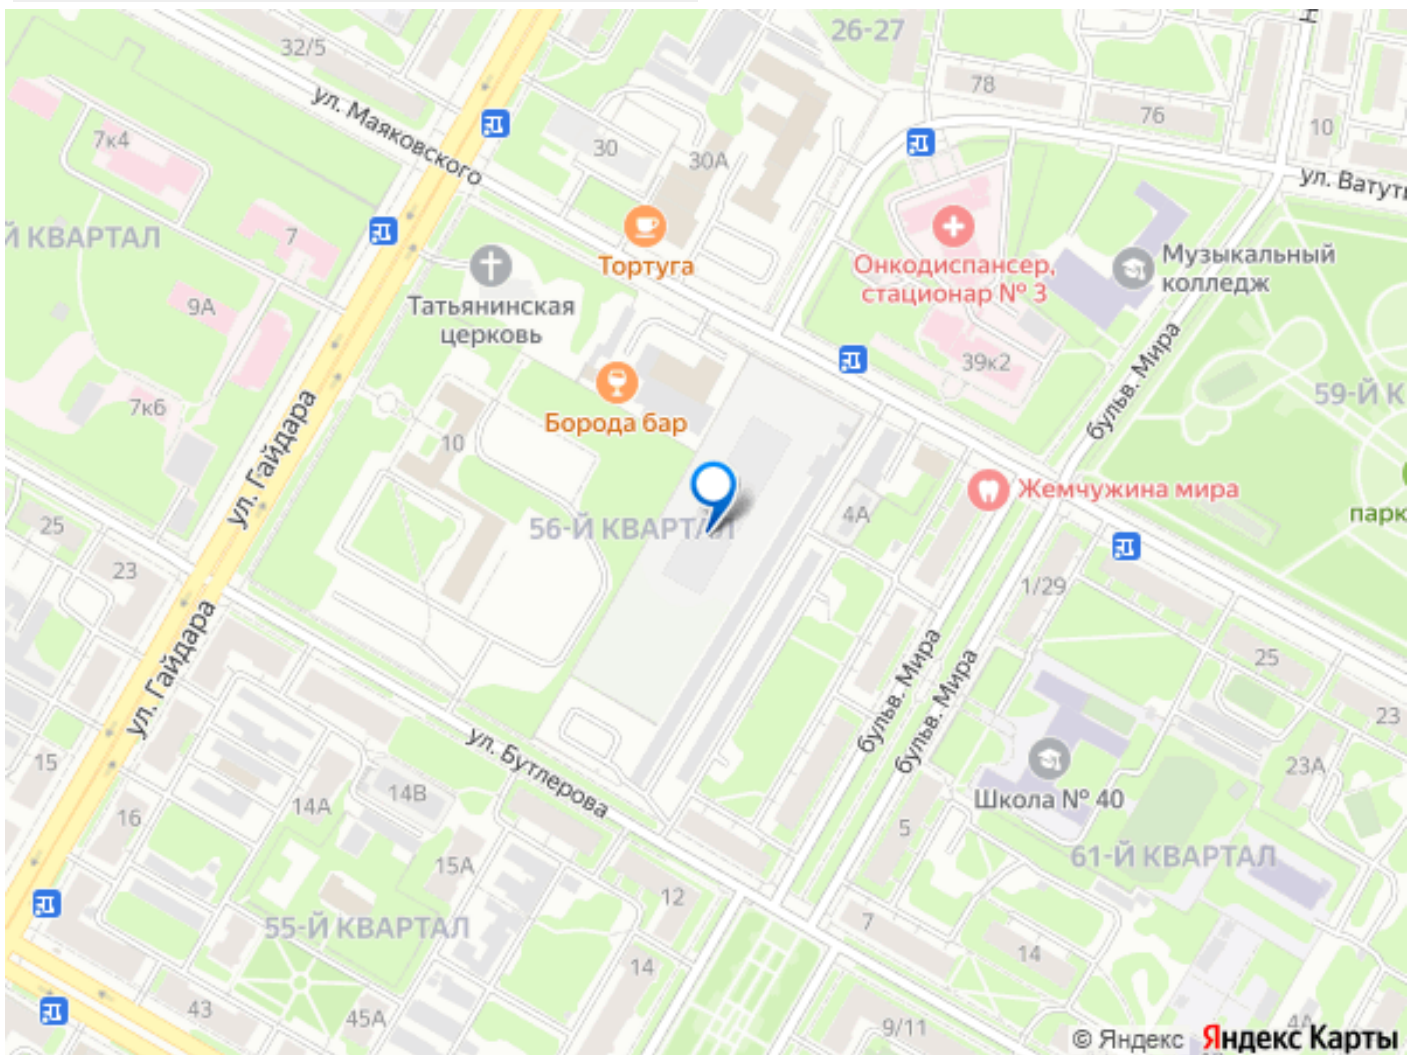 26-27
32/5
78
76
10
ул. Маяковского
7к4
30
30А
ул. Ватути
Й КВАРТАЛ
7
Тортуга
Онкодиспансер,
стационар № 3
Музыкальный
колледж
Татьянинская
церковь
9А
39к2
бульв. Мира
59-Й К
7к6
Борода бар
10
ул. Гайдара
56-Й КВАРТАЛ
4А
Жемчужина мира
парк
25
23
1/29
ул. Гайдара
бульв. Мира
бульв. Мира
25
23
ул. Бутлерова
15
14А
14В
16
Школа № 40
23А
5
61-Й КВАРТАЛ
15А
12
55-Й КВАРТАЛ
7
14
14
43
45А
9/11
4А
© Яндекс Яндекс Карты